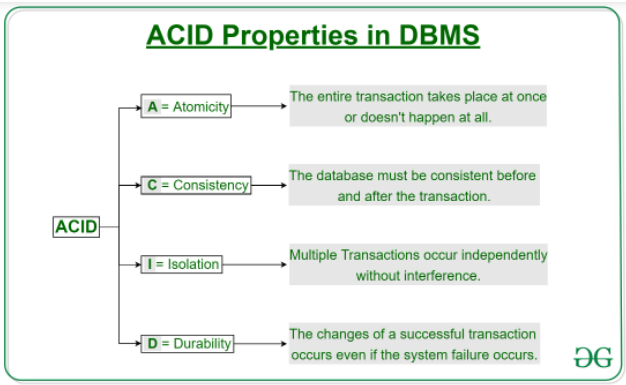 ACID Properties in DBMS
A = Atomicity
The entire transaction takes place at once
or doesn't happen at all.
C = Consistency
The database must be consistent before
and after the transaction.
ACID
I = Isolation
Multiple Transactions occur independently
without interference.
D = Durability
The changes of a successful transaction
occurs even if the system failure occurs.